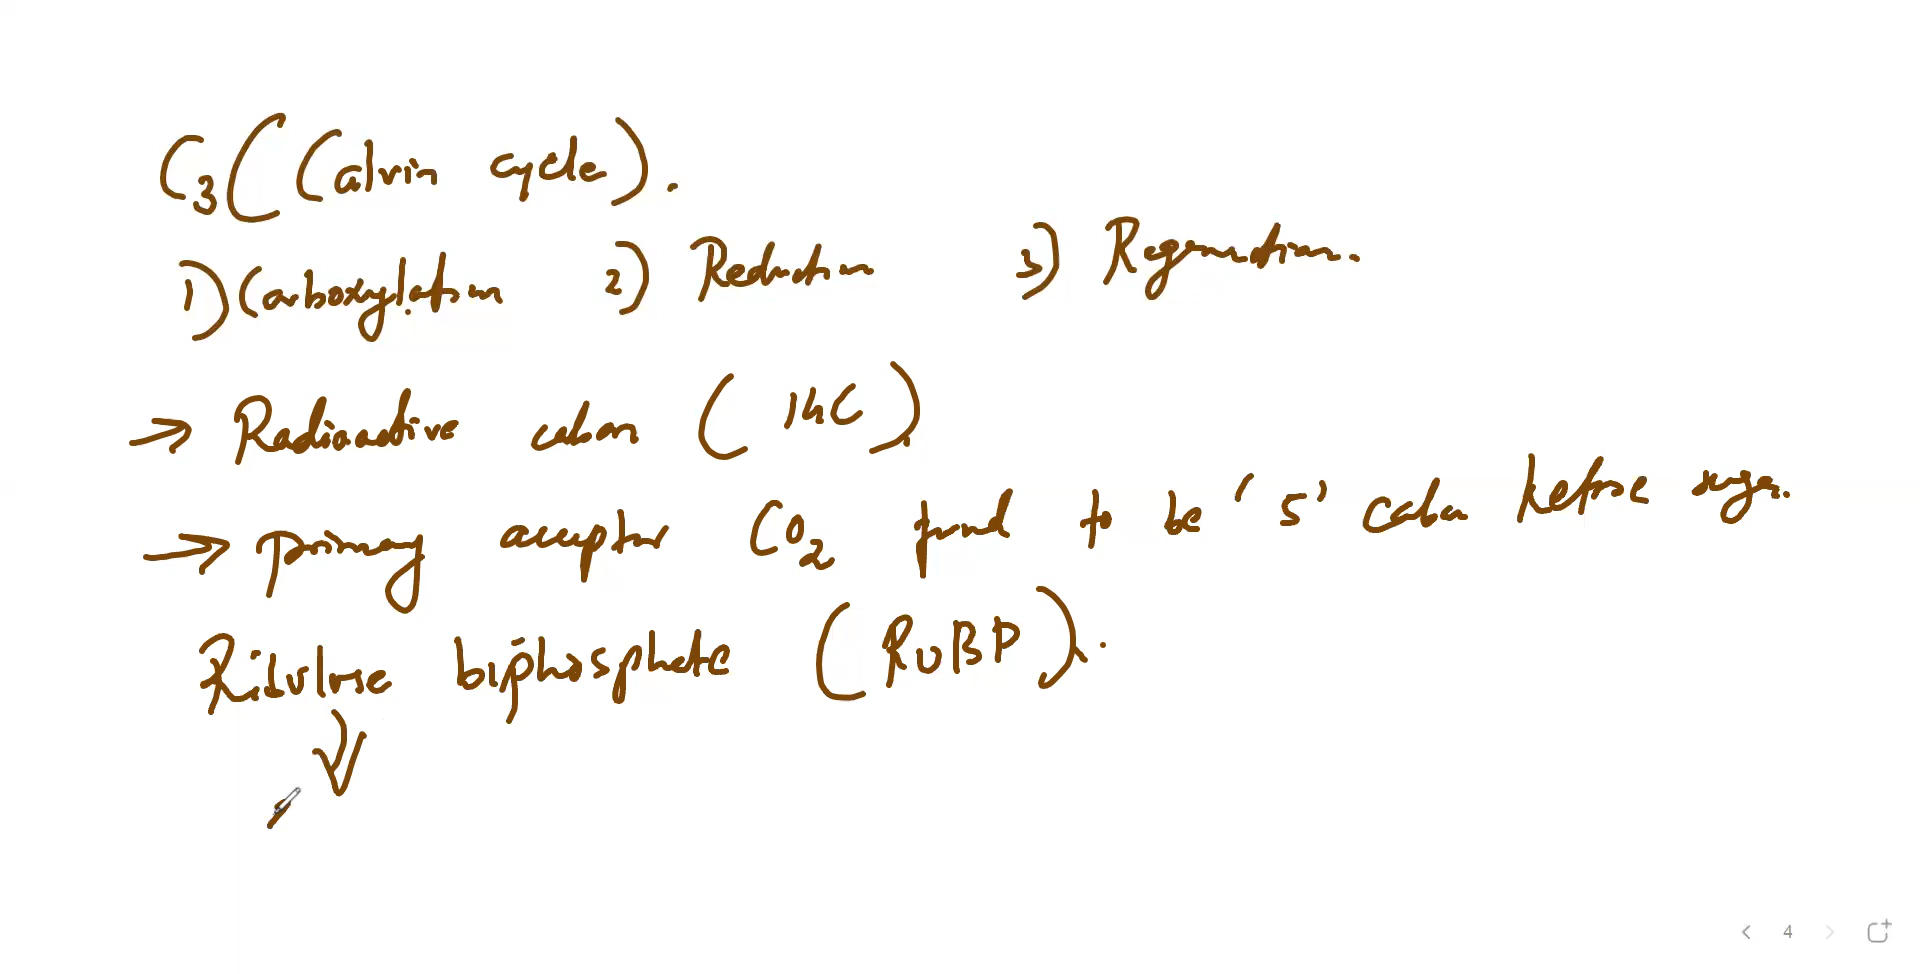 C₃ (Calvin cycle).
1) Carboxylation 2) Reduction 3) Regeneration.
→ Radioactive carbon (14C)
→ primary acceptor CO₂ found to be '5' carbon ketose sugar.
Ribulose biphosphate (RUBP).
4